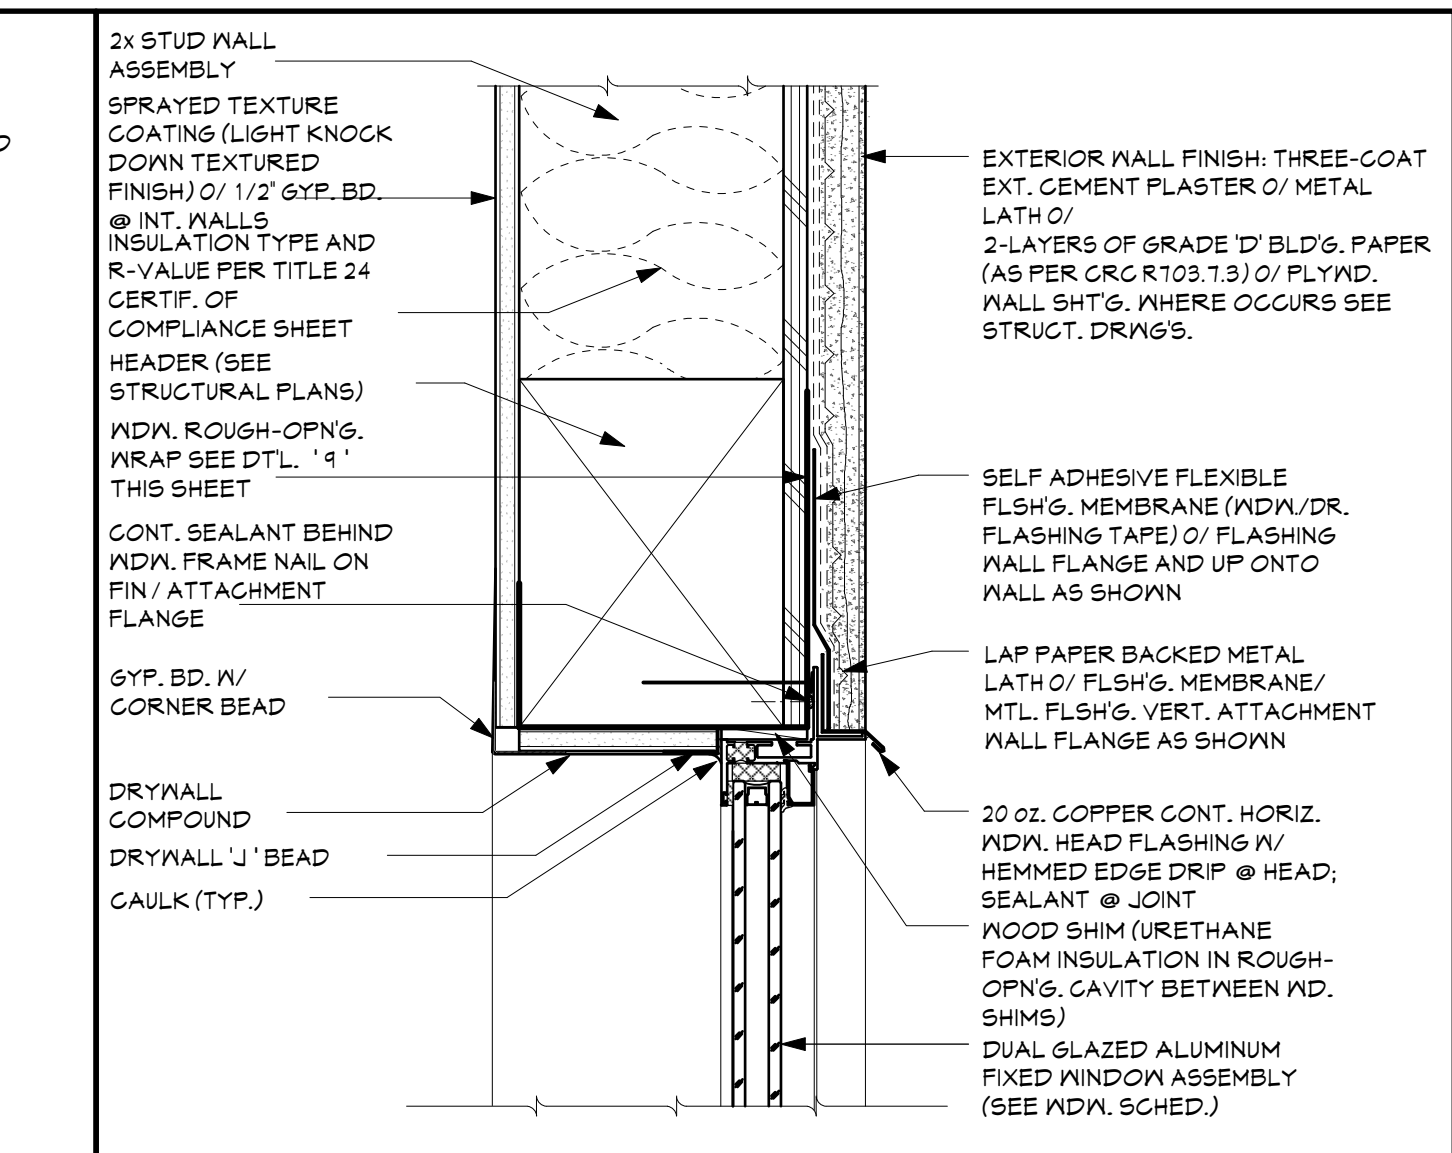 2x STUD WALL
ASSEMBLY
SPRAYED TEXTURE
COATING (LIGHT KNOCK
DOWN TEXTURED
FINISH) O/ 1/2" GYP. BD.
@ INT. WALLS
INSULATION TYPE AND
R-VALUE PER TITLE 24
CERTIF. OF
COMPLIANCE SHEET
HEADER (SEE
STRUCTURAL PLANS)
WDW. ROUGH-OPN'G.
WRAP SEE DT'L. '9'
THIS SHEET
CONT. SEALANT BEHIND
WDW. FRAME NAIL ON
FIN / ATTACHMENT
FLANGE
GYP. BD. W/
CORNER BEAD
DRYWALL
COMPOUND
DRYWALL 'J' BEAD
CAULK (TYP.)
EXTERIOR WALL FINISH: THREE-COAT
EXT. CEMENT PLASTER O/ METAL
LATH O/
2-LAYERS OF GRADE 'D' BLD'G. PAPER
(AS PER CRC R703.7.3) O/ PLYWD.
WALL SHT'G. WHERE OCCURS SEE
STRUCT. DRWG'S.
SELF ADHESIVE FLEXIBLE
FLSH'G. MEMBRANE (WDW./DR.
FLASHING TAPE) O/ FLASHING
WALL FLANGE AND UP ONTO
WALL AS SHOWN
LAP PAPER BACKED METAL
LATH O/ FLSH'G. MEMBRANE/
MTL. FLSH'G. VERT. ATTACHMENT
WALL FLANGE AS SHOWN
20 oz. COPPER CONT. HORIZ.
WDW. HEAD FLASHING W/
HEMMED EDGE DRIP @ HEAD;
SEALANT @ JOINT
WOOD SHIM (URETHANE
FOAM INSULATION IN ROUGH-
OPN'G. CAVITY BETWEEN WD.
SHIMS)
DUAL GLAZED ALUMINUM
FIXED WINDOW ASSEMBLY
(SEE WDW. SCHED.)